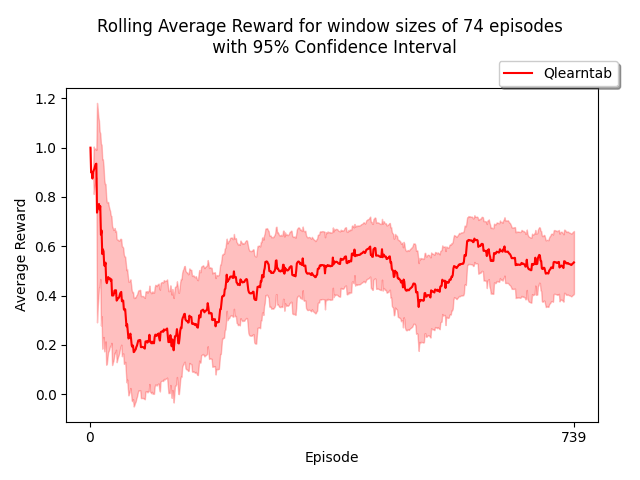 Rolling Average Reward for window sizes of 74 episodes
with 95% Confidence Interval
Qlearntab
1.2
1.0
0.8
0.6
0.4
0.2
0.0
Average Reward
0
739
Episode